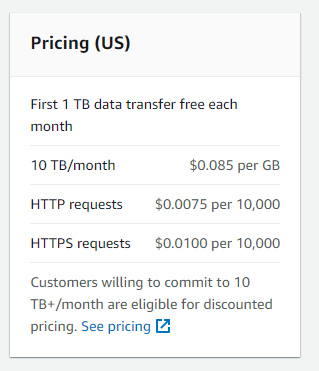 Pricing (US)
First 1 TB data transfer free each
month
10 TB/month $0.085 per GB
HTTP requests $0.0075 per 10,000
HTTPS requests $0.0100 per 10,000
Customers willing to commit to 10
TB+/month are eligible for discounted
pricing. See pricing